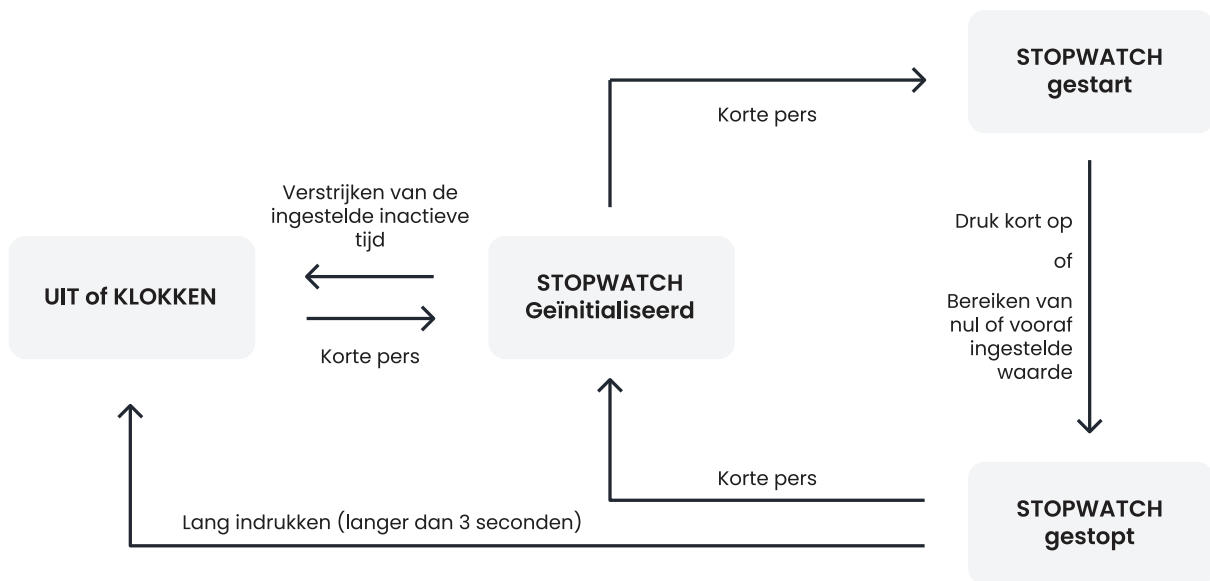 STOPWATCH
gestart
Korte pers
Verstrijken van de
ingestelde inactieve
tijd
Druk kort op
of
Bereiken van
nul of vooraf
ingestelde
waarde
UIT of KLOKKEN
STOPWATCH
Geïnitialiseerd
Korte pers
Korte pers
Lang indrukken (langer dan 3 seconden)
STOPWATCH
gestopt